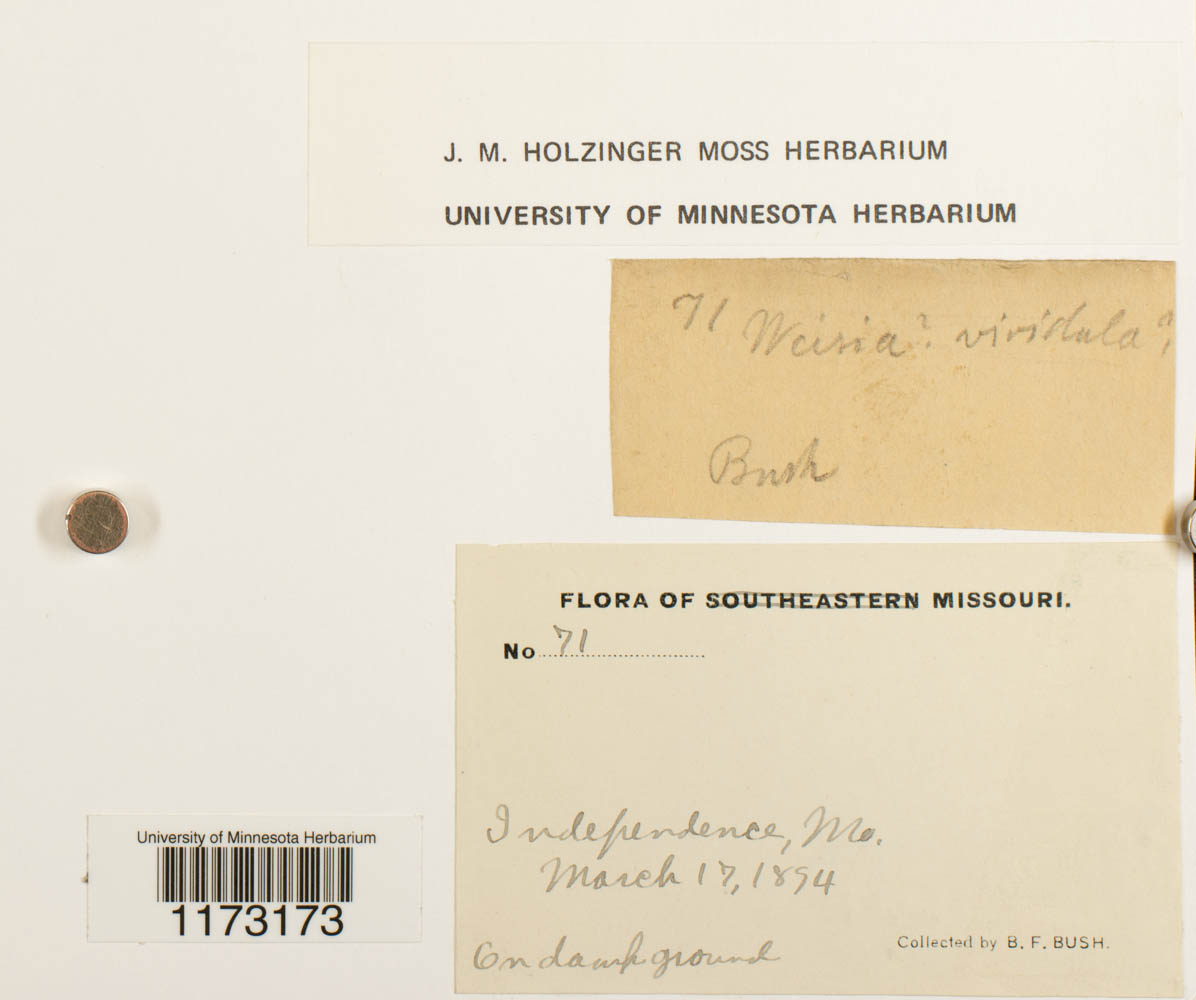 J. M. HOLZINGER MOSS HERBARIUM
UNIVERSITY OF MINNESOTA HERBARIUM
71 Weisia? viridula?
Bush
FLORA OF SOUTHEASTERN MISSOURI.
No 71
Independence, Mo.
March 17, 1894
On damp ground
Collected by B. F. BUSH.
University of Minnesota Herbarium
1173173